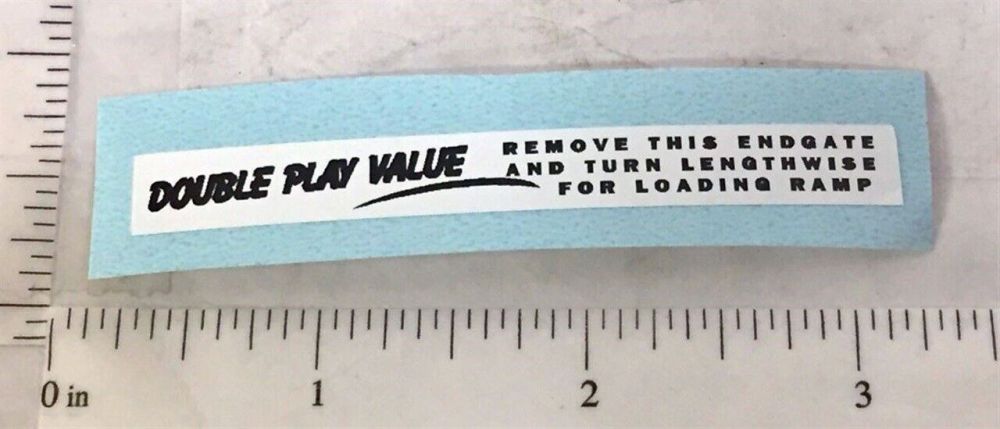 DOUBLE PLAY VALUE
REMOVE THIS ENDGATE
AND TURN LENGTHWISE
FOR LOADING RAMP
0 in 1 2 3